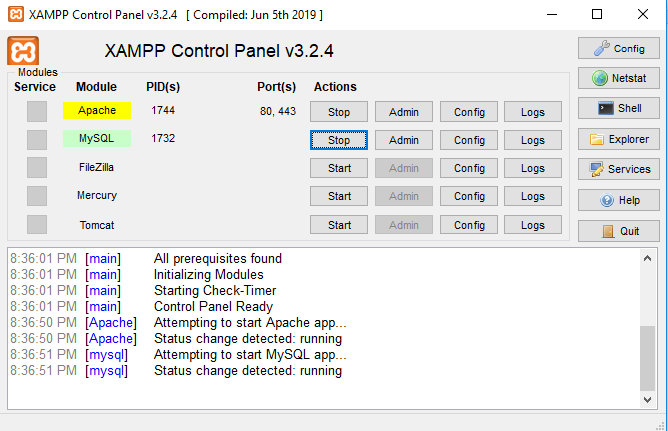 XAMPP Control Panel v3.2.4 [ Compiled: Jun 5th 2019 ]
XAMPP Control Panel v3.2.4
Config
Modules
Service Module PID(s) Port(s) Actions
Netstat
Apache 1744 80, 443 Stop Admin Config Logs
Shell
MySQL 1732 Stop Admin Config Logs
Explorer
FileZilla Start Admin Config Logs
Services
Mercury Start Admin Config Logs
Help
Tomcat Start Admin Config Logs
Quit
8:36:01 PM [main] All prerequisites found
8:36:01 PM [main] Initializing Modules
8:36:01 PM [main] Starting Check-Timer
8:36:01 PM [main] Control Panel Ready
8:36:50 PM [Apache] Attempting to start Apache app...
8:36:50 PM [Apache] Status change detected: running
8:36:51 PM [mysql] Attempting to start MySQL app...
8:36:51 PM [mysql] Status change detected: running